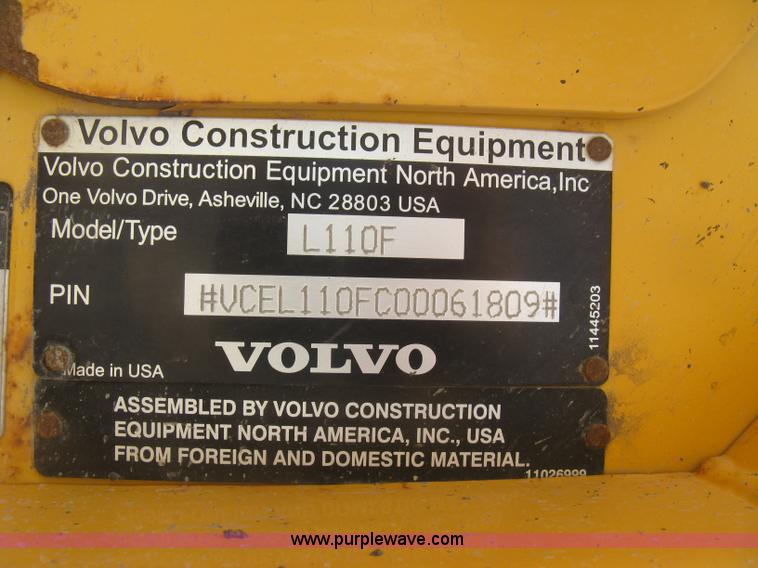 Volvo Construction Equipment
Volvo Construction Equipment North America,Inc
One Volvo Drive, Asheville, NC 28803 USA
Model/Type L110F
PIN #VCEL110FC00061809#
11445203
VOLVO
Made in USA
ASSEMBLED BY VOLVO CONSTRUCTION
EQUIPMENT NORTH AMERICA, INC., USA
FROM FOREIGN AND DOMESTIC MATERIAL.
11026999
www.purplewave.com